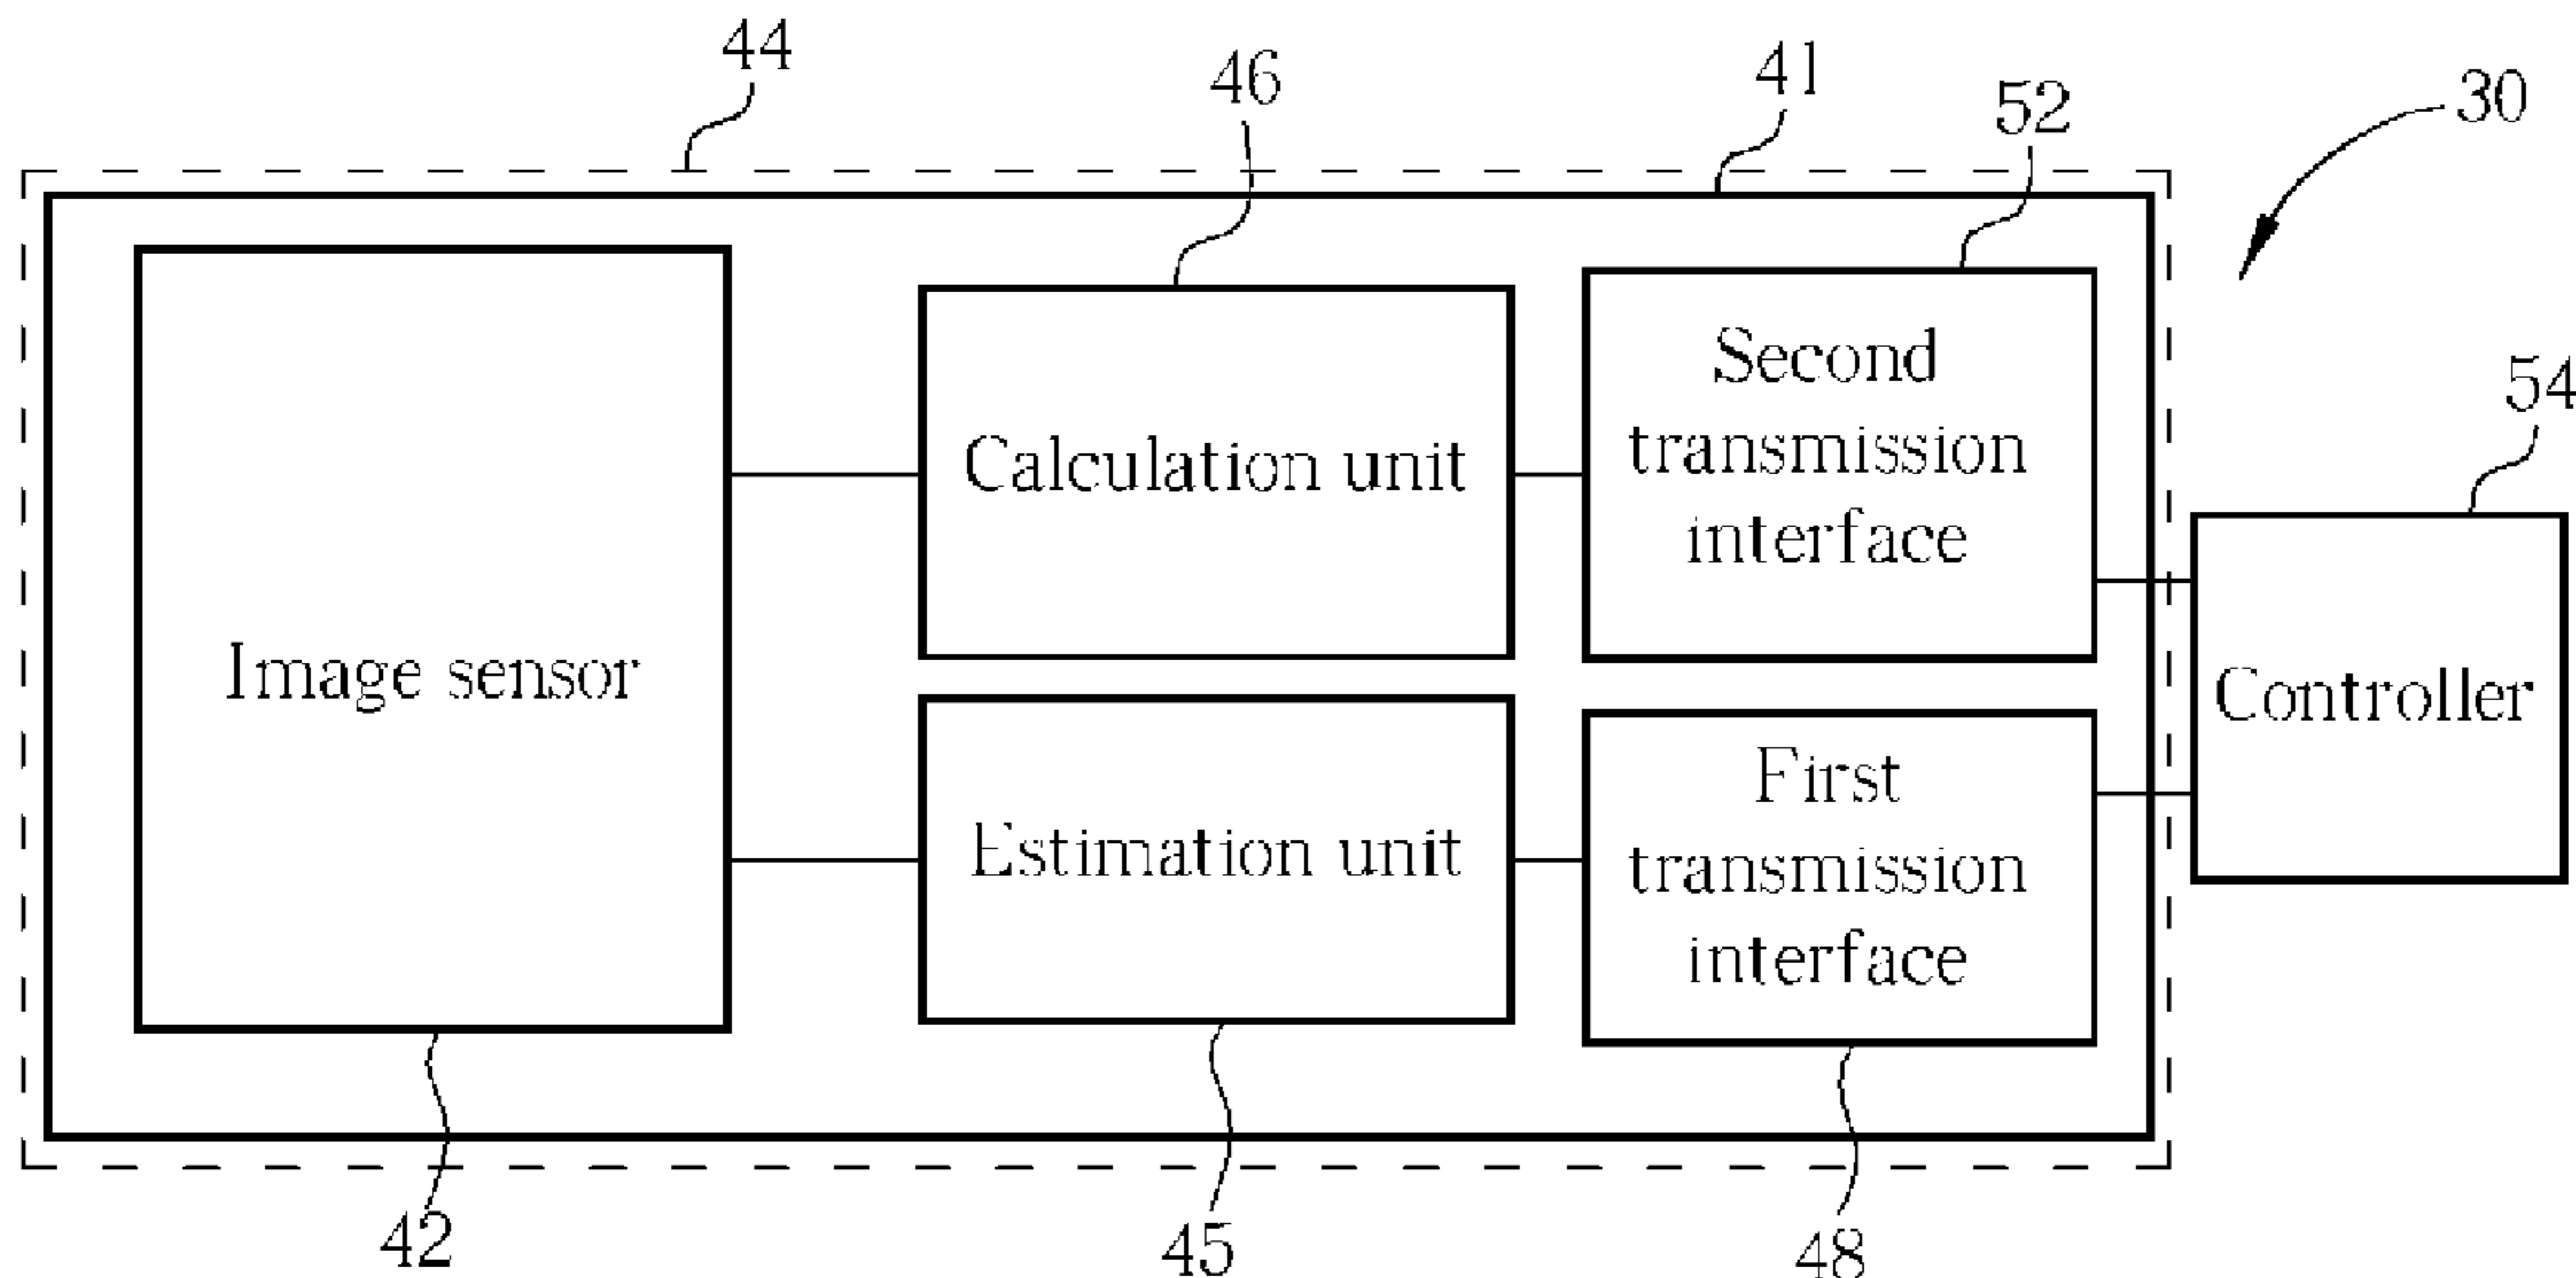 44
46
41
52
30
54
Image sensor
Calculation unit
Second
transmission
interface
Estimation unit
First
transmission
interface
Controller
42
45
48